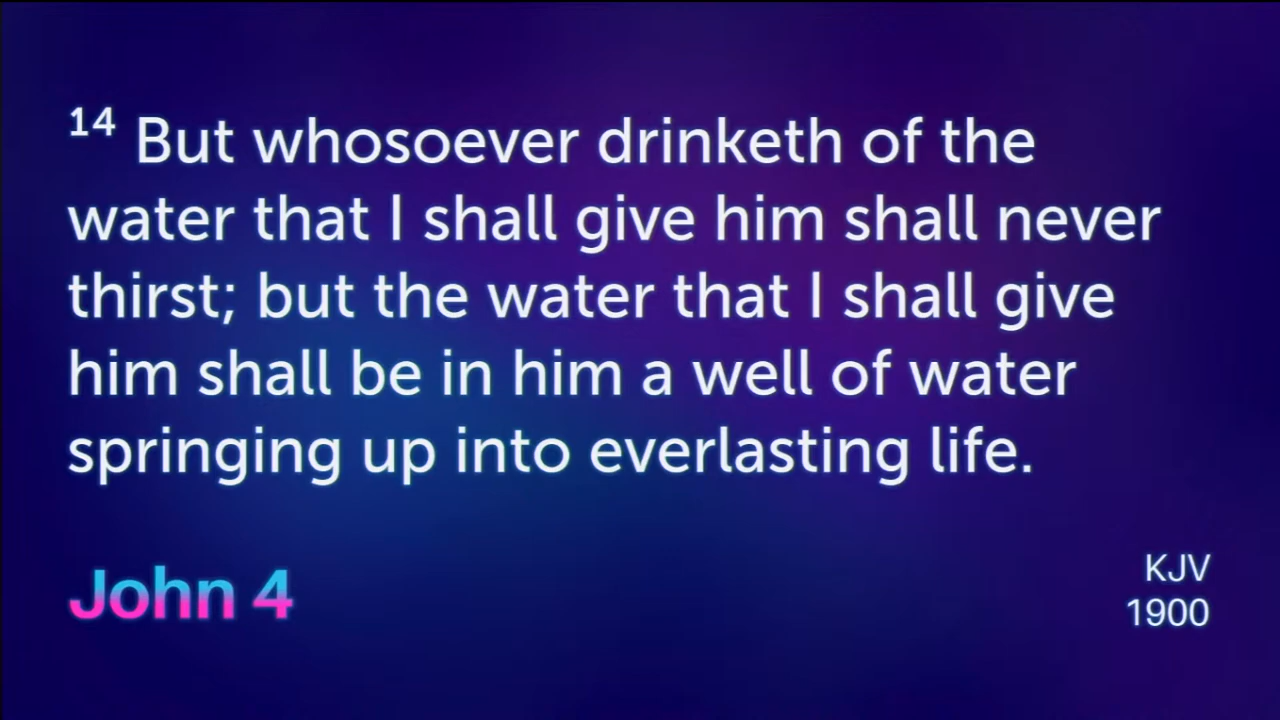 14 But whosoever drinketh of the
water that I shall give him shall never
thirst; but the water that I shall give
him shall be in him a well of water
springing up into everlasting life.
John 4
KJV
1900